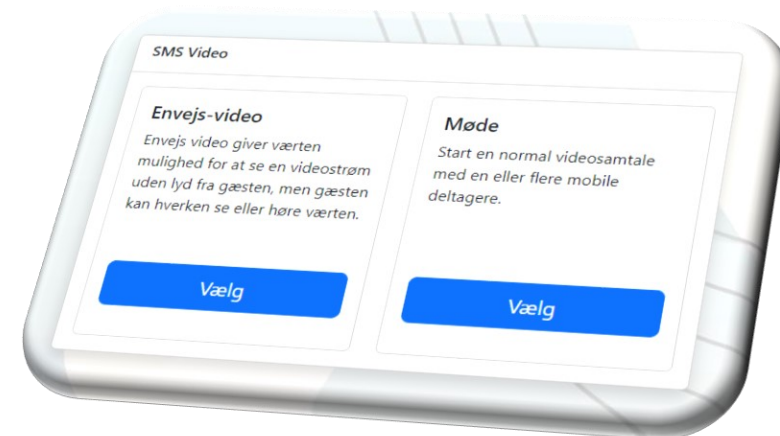 SMS Video
Envejs-video
Envejs video giver værten
mulighed for at se en videostrøm
uden lyd fra gæsten, men gæsten
kan hverken se eller høre værten.
Vælg
Møde
Start en normal videosamtale
med en eller flere mobile
deltagere.
Vælg